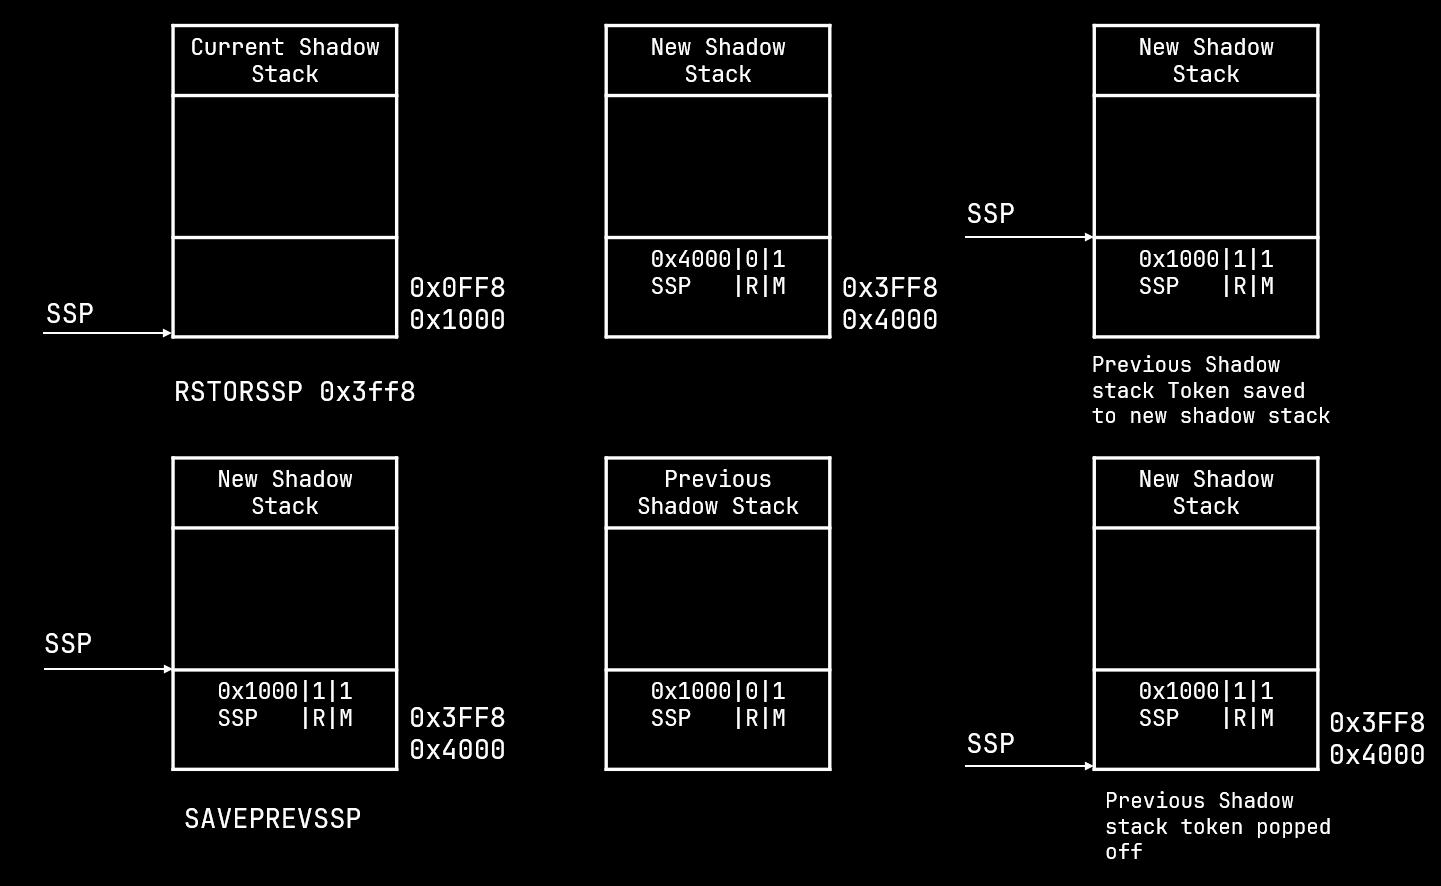 Current Shadow
Stack
SSP
0x0FF8
0x1000
New Shadow
Stack
0x4000|0|1
SSP   |R|M
0x3FF8
0x4000
New Shadow
Stack
SSP
0x1000|1|1
SSP   |R|M
RSTORSSP 0x3ff8
Previous Shadow
stack Token saved
to new shadow stack
New Shadow
Stack
SSP
0x1000|1|1
SSP   |R|M
0x3FF8
0x4000
Previous
Shadow Stack
0x1000|0|1
SSP   |R|M
New Shadow
Stack
0x1000|1|1
SSP   |R|M
SSP
0x3FF8
0x4000
SAVEPREVSSP
Previous Shadow
stack token popped
off